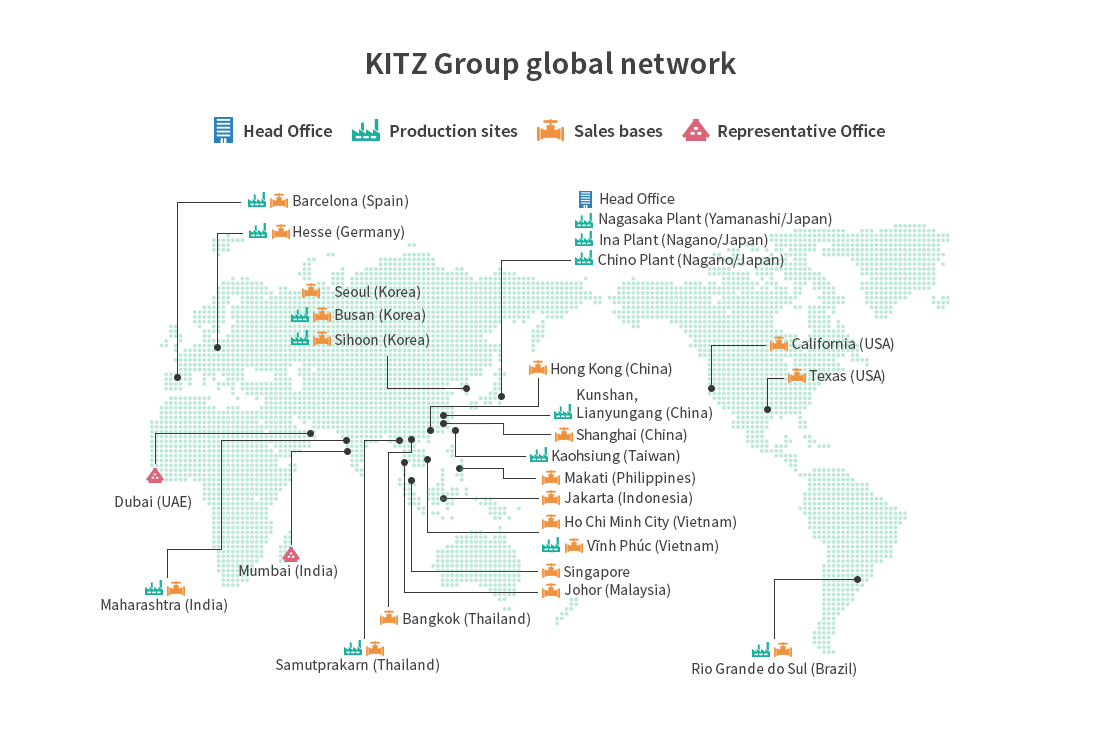 KITZ Group global network
Head Office
Production sites
Sales bases
Representative Office
Barcelona (Spain)
Hesse (Germany)
Head Office
Nagasaka Plant (Yamanashi/Japan)
Ina Plant (Nagano/Japan)
Chino Plant (Nagano/Japan)
Seoul (Korea)
Busan (Korea)
Sihoon (Korea)
California (USA)
Texas (USA)
Hong Kong (China)
Kunshan,
Lianyungang (China)
Shanghai (China)
Kaohsiung (Taiwan)
Makati (Philippines)
Jakarta (Indonesia)
Ho Chi Minh City (Vietnam)
Vĩnh Phúc (Vietnam)
Singapore
Johor (Malaysia)
Dubai (UAE)
Mumbai (India)
Maharashtra (India)
Bangkok (Thailand)
Samutprakarn (Thailand)
Rio Grande do Sul (Brazil)